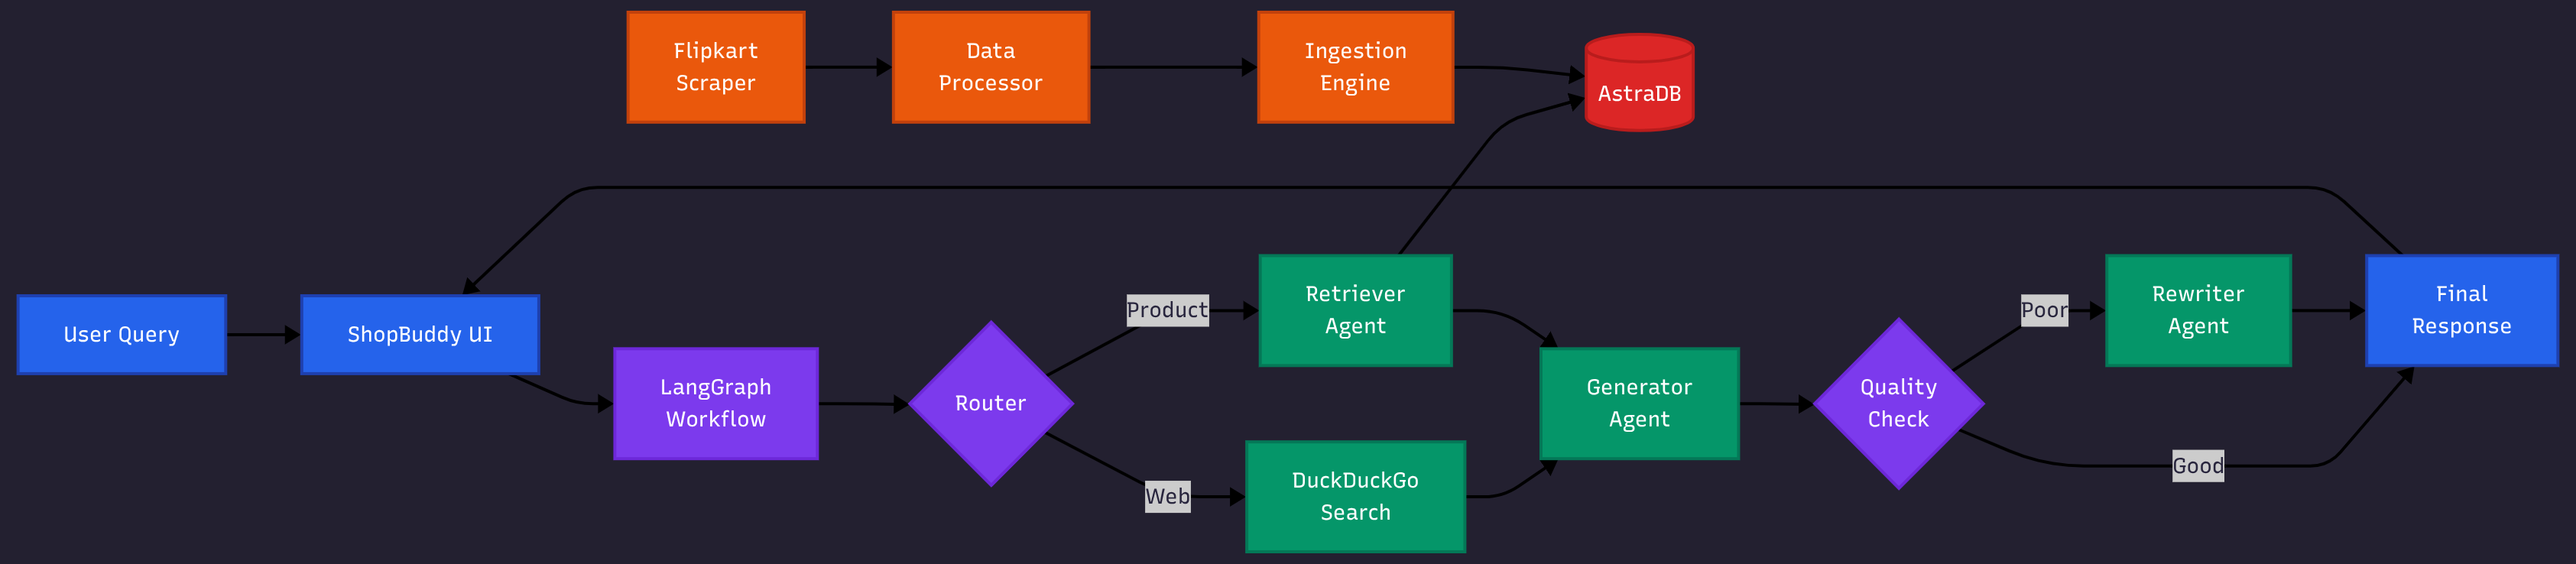 Flipkart
Scraper
Data
Processor
Ingestion
Engine
AstraDB
User Query
ShopBuddy UI
LangGraph
Workflow
Router
Product
Web
Retriever
Agent
DuckDuckGo
Search
Generator
Agent
Quality
Check
Poor
Good
Rewriter
Agent
Final
Response